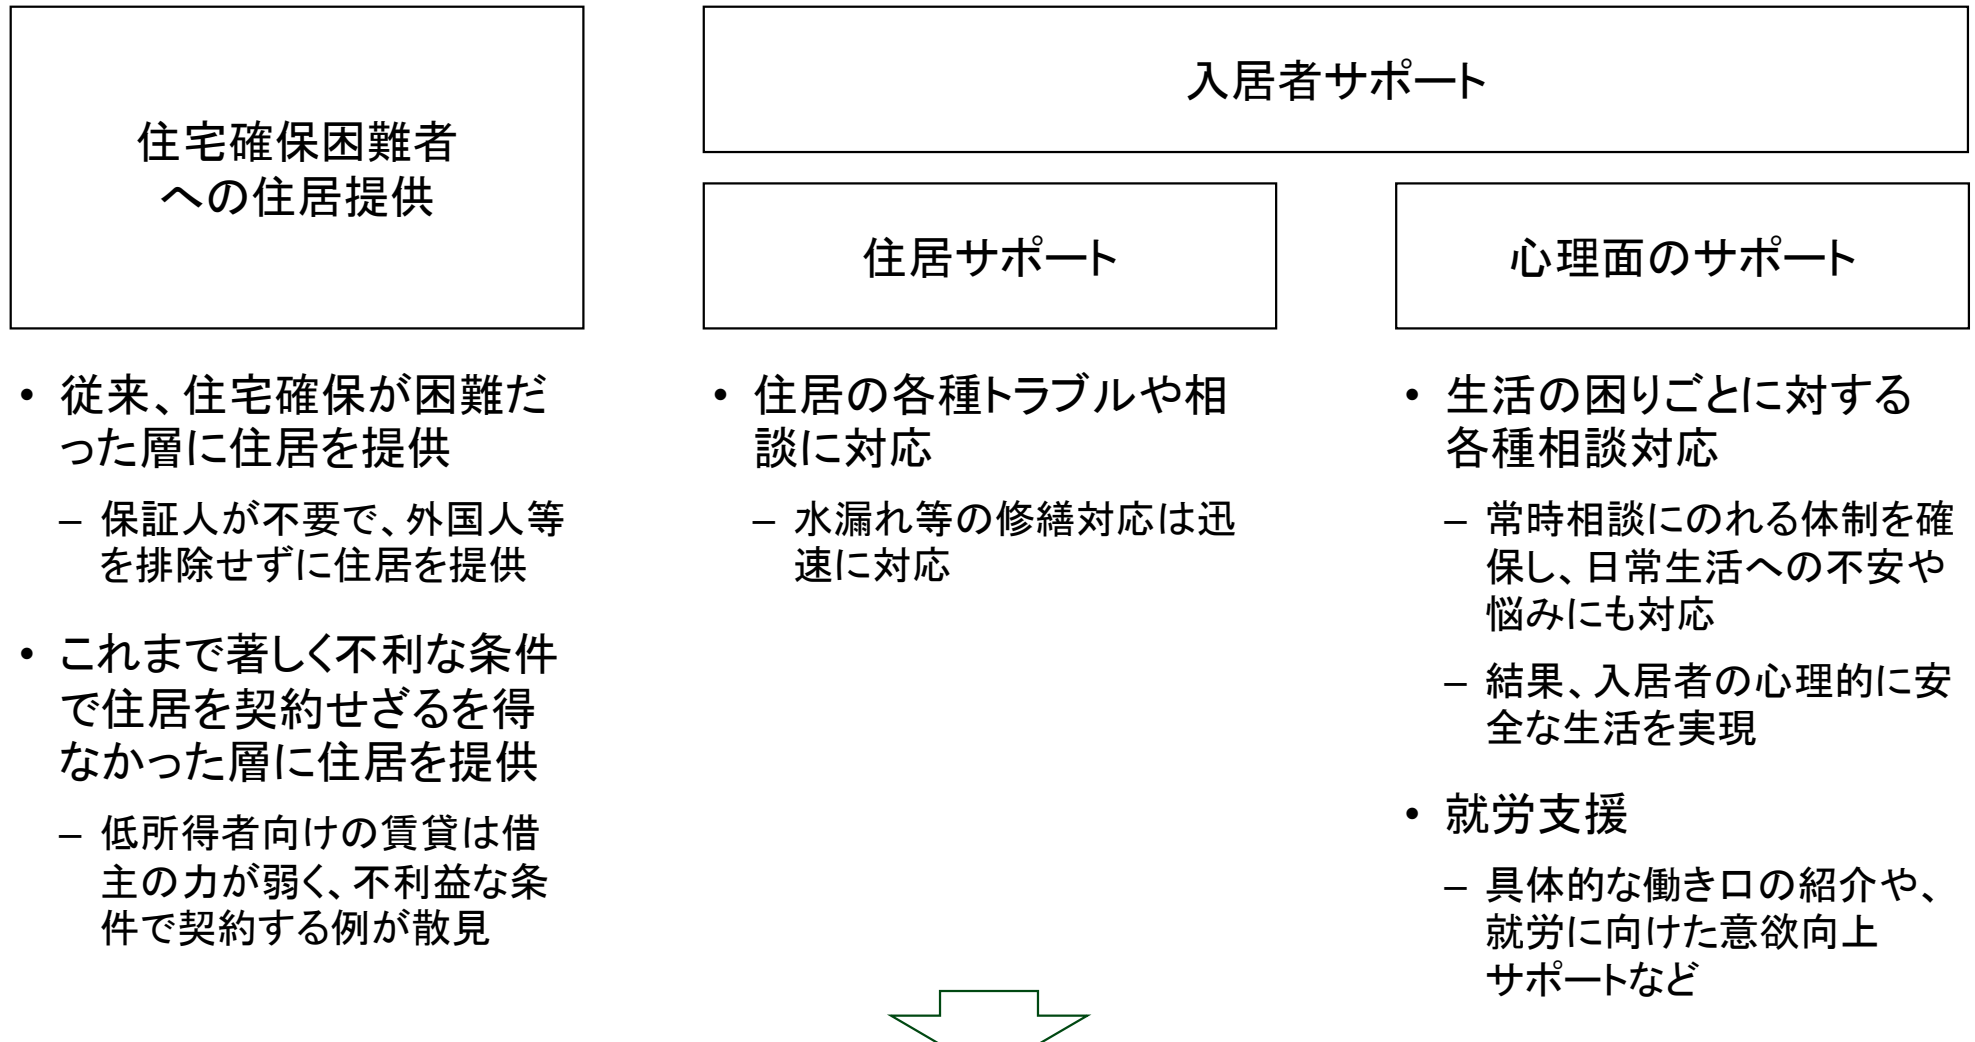 住宅確保困難者
への住居提供
• 従来、住宅確保が困難だ
った層に住居を提供
– 保証人が不要で、外国人等
を排除せずに住居を提供
• これまで著しく不利な条件
で住居を契約せざるを得
なかった層に住居を提供
– 低所得者向けの賃貸は借
主の力が弱く、不利益な条
件で契約する例が散見
入居者サポート
住居サポート
• 住居の各種トラブルや相
談に対応
– 水漏れ等の修繕対応は迅
速に対応
心理面のサポート
• 生活の困りごとに対する
各種相談対応
– 常時相談にのれる体制を確
保し、日常生活への不安や
悩みにも対応
– 結果、入居者の心理的に安
全な生活を実現
• 就労支援
– 具体的な働き口の紹介や、
就労に向けた意欲向上
サポートなど